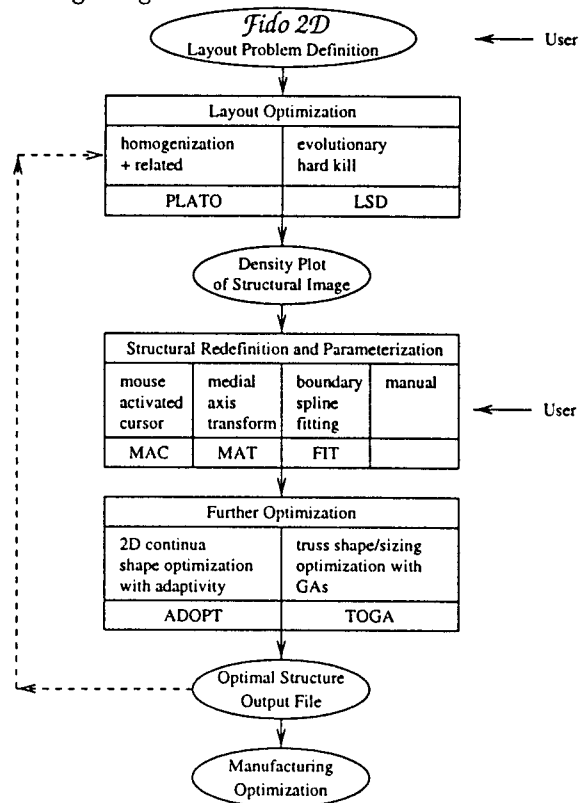 Fido 2D
Layout Problem Definition
User
Layout Optimization
homogenization
+ related
evolutionary
hard kill
PLATO
LSD
Density Plot
of Structural Image
Structural Redefinition and Parameterization
mouse
activated
cursor
medial
axis
transform
boundary
spline
fitting
manual
User
MAC
MAT
FIT
Further Optimization
2D continua
shape optimization
with adaptivity
truss shape/sizing
optimization with
GAs
ADOPT
TOGA
Optimal Structure
Output File
Manufacturing
Optimization